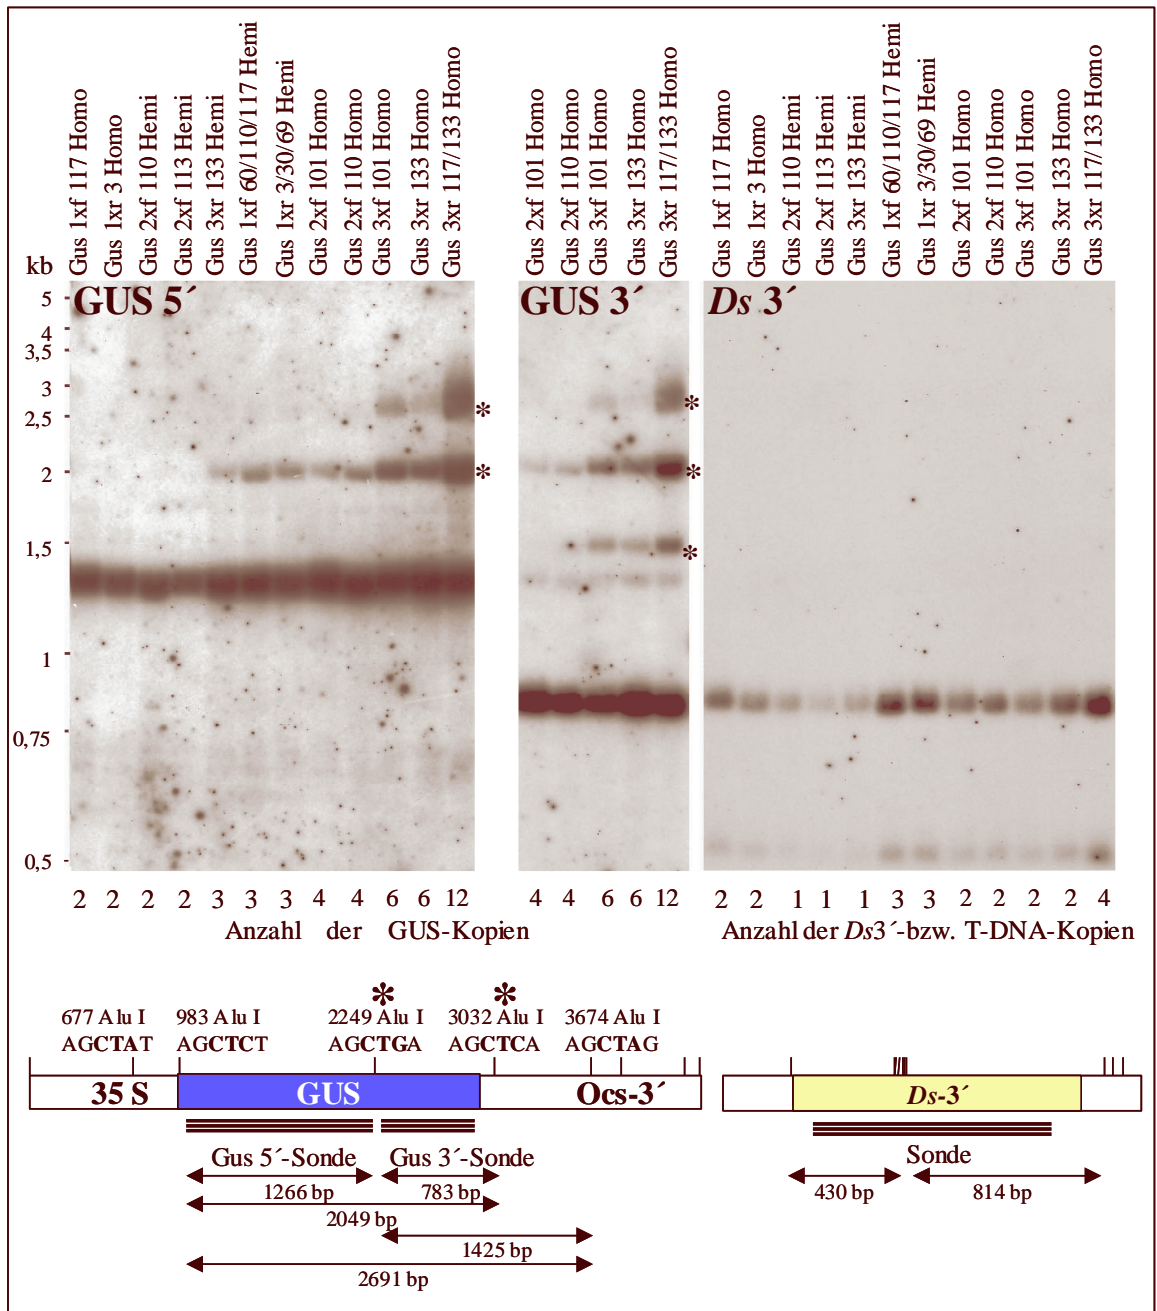 Gus 1xf 117 Homo
Gus 1xr 3 Homo
Gus 2xf 110 Hemi
Gus 2xf 113 Hemi
Gus 3xr 133 Hemi
Gus 1xf 60/110/117 Hemi
Gus 1xr 3/30/69 Hemi
Gus 2xf 101 Homo
Gus 2xf 110 Homo
Gus 3xf 101 Homo
Gus 3xr 133 Homo
Gus 3xr 117/133 Homo
Gus 2xf 101 Homo
Gus 2xf 110 Homo
Gus 3xf 101 Homo
Gus 3xr 133 Homo
Gus 3xr 117/133 Homo
Gus 1xf 117 Homo
Gus 1xr 3 Homo
Gus 2xf 110 Hemi
Gus 2xf 113 Hemi
Gus 3xr 133 Hemi
Gus 1xf 60/110/117 Hemi
Gus 1xr 3/30/69 Hemi
Gus 2xf 101 Homo
Gus 2xf 110 Homo
Gus 3xf 101 Homo
Gus 3xr 133 Homo
Gus 3xr 117/133 Homo
kb
GUS 5´ GUS 3´ Ds 3´
5
4
3,5
3
2,5
*
*
2
*
*
1,5
*
1
0,75
0,5
2 2 2 2 3 3 3 4 4 6 6 12 4 4 6 6 12 2 2 1 1 1 3 3 2 2 2 2 4
Anzahl der GUS-Kopien Anzahl der Ds3´-bzw. T-DNA-Kopien
* *
677 Alu I 983 Alu I 2249 Alu I 3032 Alu I 3674 Alu I
AGCTAT AGCTCT AGCTGA AGCTCA AGCTAG
35 S GUS Ocs-3´ Ds-3´
Gus 5´-Sonde Gus 3´-Sonde Sonde
1266 bp 783 bp 430 bp 814 bp
2049 bp
1425 bp
2691 bp